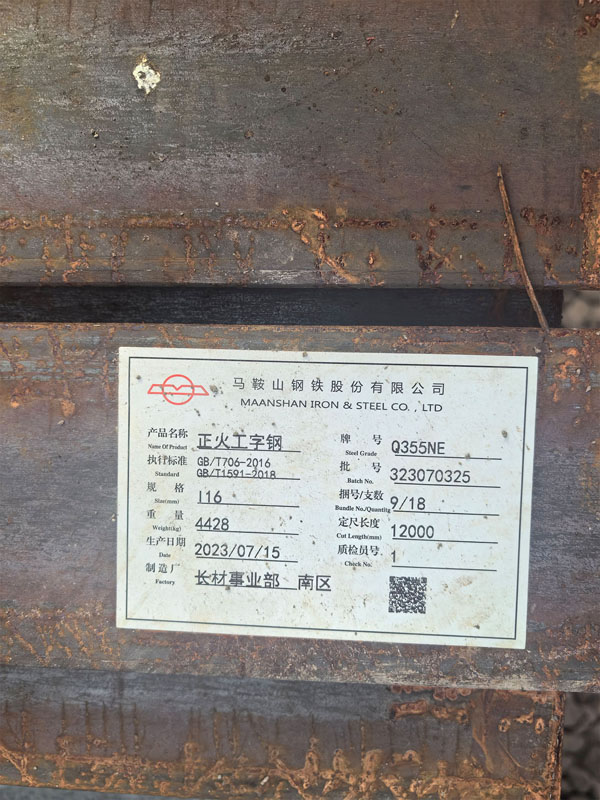 马鞍山钢铁股份有限公司
MAANSHAN IRON & STEEL CO., LTD
产品名称 正火工字钢 牌号 Q355NE
Name Of Product Steel Grade
执行标准 GB/T706-2016 批号 323070325
Standard GB/T1591-2018 Batch No.
规格 I16 捆号/支数 9/18
Size(mm) Bundle No./Quantity
重量 4428 定尺长度 12000
Weight(kg) Cut Length(mm)
生产日期 2023/07/15 质检员号 1
Date Check No.
制造厂 长材事业部 南区
Factory